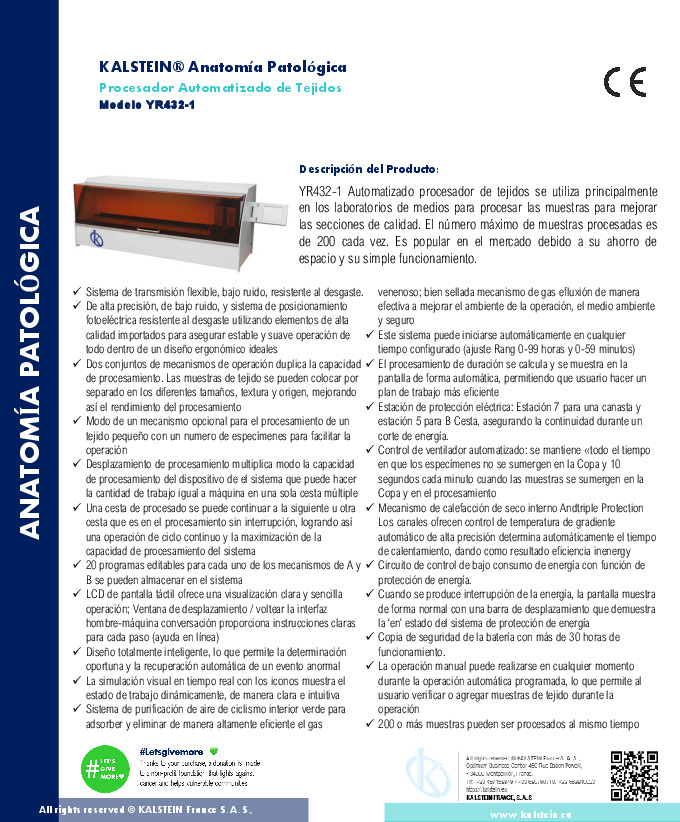 KALSTEIN® Anatomía Patológica
Procesador Automatizado de Tejidos
Modelo YR432-1
CE
ANATOMÍA PATOLÓGICA
Descripción del Producto:
YR432-1 Automatizado procesador de tejidos se utiliza principalmente
en los laboratorios de medios para procesar las muestras para mejorar
las secciones de calidad. El número máximo de muestras procesadas es
de 200 cada vez. Es popular en el mercado debido a su ahorro de
espacio y su simple funcionamiento.
✓ Sistema de transmisión flexible, bajo ruido, resistente al desgaste.
✓ De alta precisión, de bajo ruido, y sistema de posicionamiento
fotoeléctrica resistente al desgaste utilizando elementos de alta
calidad importados para asegurar estable y suave operación de
todo dentro de un diseño ergonómico ideales
✓ Dos conjuntos de mecanismos de operación duplica la capacidad
de procesamiento. Las muestras de tejido se pueden colocar por
separado en los diferentes tamaños, textura y origen, mejorando
así el rendimiento del procesamiento
✓ Modo de un mecanismo opcional para el procesamiento de un
tejido pequeño con un numero de especímenes para facilitar la
operación
✓ Desplazamiento de procesamiento multiplica modo la capacidad
de procesamiento del dispositivo de el sistema que puede hacer
la cantidad de trabajo igual a máquina en una sola cesta múltiple
✓ Una cesta de procesado se puede continuar a la siguiente u otra
cesta que es en el procesamiento sin interrupción, logrando así
una operación de ciclo continuo y la maximización de la
capacidad de procesamiento del sistema
✓ 20 programas editables para cada uno de los mecanismos de A y
B se pueden almacenar en el sistema
✓ LCD de pantalla táctil ofrece una visualización clara y sencilla
operación; Ventana de desplazamiento / voltear la interfaz
hombre-máquina conversación proporciona instrucciones claras
para cada paso (ayuda en línea)
✓ Diseño totalmente inteligente, lo que permite la determinación
oportuna y la recuperación automática de un evento anormal
✓ La simulación visual en tiempo real con los iconos muestra el
estado de trabajo dinámicamente, de manera clara e intuitiva
✓ Sistema de purificación de aire de ciclismo interior verde para
adsorber y eliminar de manera altamente eficiente el gas
venenoso; bien sellada mecanismo de gas efluxión de manera
efectiva a mejorar el ambiente de la operación, el medio ambiente
y seguro
✓ Este sistema puede iniciarse automáticamente en cualquier
tiempo configurado (ajuste Rang 0-99 horas y 0-59 minutos)
✓ El procesamiento de duración se calcula y se muestra en la
pantalla de forma automática, permitiendo que usuario hacer un
plan de trabajo más eficiente
✓ Estación de protección eléctrica: Estación 7 para una canasta y
estación 5 para B Cesta, asegurando la continuidad durante un
corte de energía.
✓ Control de ventilador automatizado: se mantiene «todo el tiempo
en que los especímenes no se sumergen en la Copa y 10
segundos cada minuto cuando las muestras se sumergen en la
Copa y en el procesamiento
✓ Mecanismo de calefacción de seco interno Andtriple Protection
Los canales ofrecen control de temperatura de gradiente
automático de alta precisión determina automáticamente el tiempo
de calentamiento, dando como resultado eficiencia inenergy
✓ Circuito de control de bajo consumo de energía con función de
protección de energía.
✓ Cuando se produce interrupción de la energía, la pantalla muestra
de forma normal con una barra de desplazamiento que demuestra
la 'en' estado del sistema de protección de energía
✓ Copia de seguridad de la batería con más de 30 horas de
funcionamiento.
✓ La operación manual puede realizarse en cualquier momento
durante la operación automática programada, lo que permite al
usuario verificar o agregar muestras de tejido durante la
operación
✓ 200 o más muestras pueden ser procesados al mismo tiempo
# LET'S
GIVE
MORE
#Letsgivemore
Thanks to your purchase, a donation is made
to a non-profit foundation that fights against
cancer and helps vulnerable communities
All rights reserved ® KALSTEIN France S. A. S.,
Optimum Business Center 450 Rue Baden Powell,
34000 Montpellier, France.
https://kalstein.eu
KALSTEIN FRANCE, S.A.S
All rights reserved © KALSTEIN France S. A. S.,
www.kalstein.eu